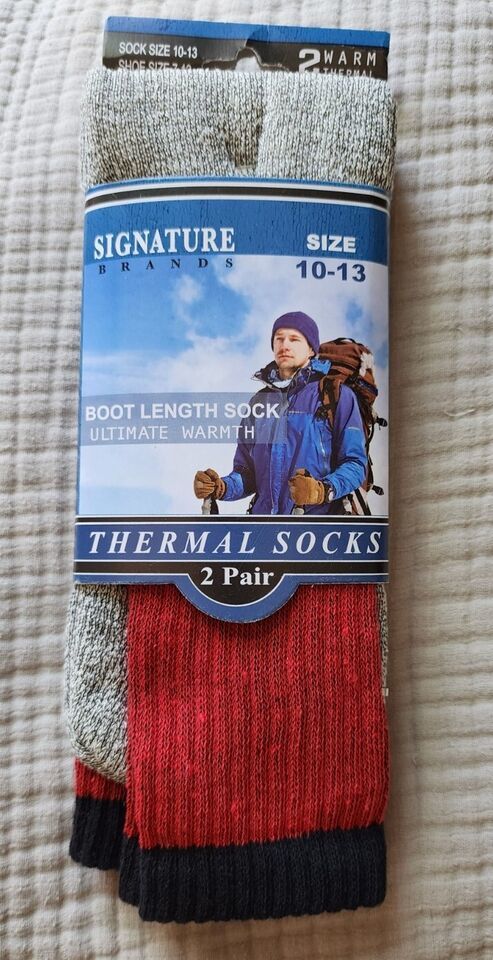 SOCK SIZE 10-13
2 WARM
THERMAL
SIGNATURE
BRANDS
SIZE
10-13
BOOT LENGTH SOCK
ULTIMATE WARMTH
THERMAL SOCKS
2 Pair